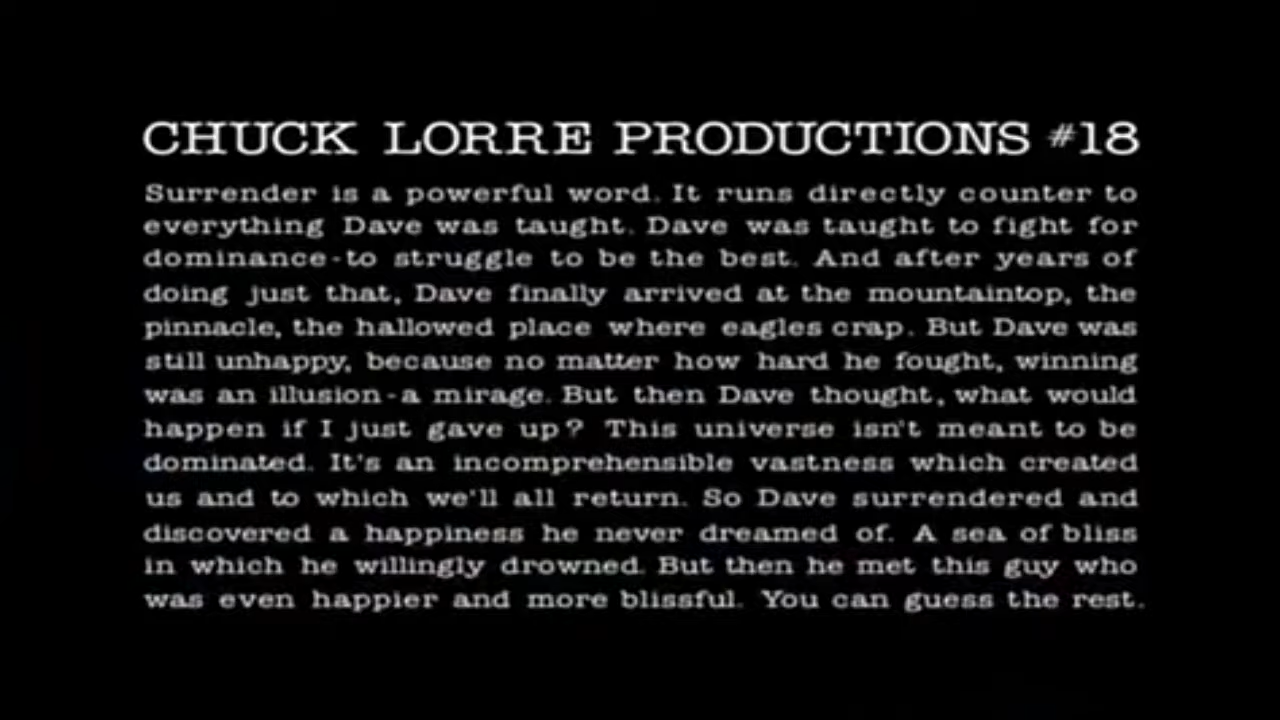 CHUCK LORRE PRODUCTIONS #18
Surrender is a powerful word. It runs directly counter to
everything Dave was taught. Dave was taught to fight for
dominance-to struggle to be the best. And after years of
doing just that, Dave finally arrived at the mountaintop, the
pinnacle, the hallowed place where eagles crap. But Dave was
still unhappy, because no matter how hard he fought, winning
was an illusion-a mirage. But then Dave thought, what would
happen if I just gave up? This universe isn't meant to be
dominated. It's an incomprehensible vastness which created
us and to which we'll all return. So Dave surrendered and
discovered a happiness he never dreamed of. A sea of bliss
in which he willingly drowned. But then he met this guy who
was even happier and more blissful. You can guess the rest.